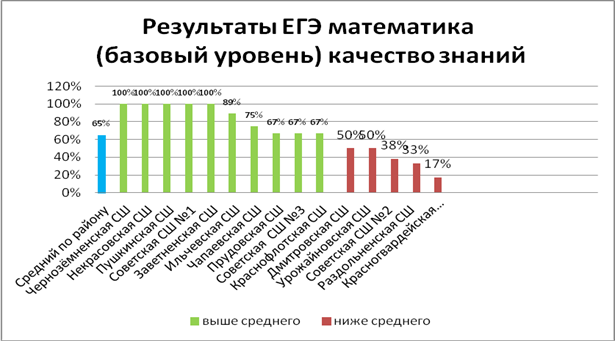 Результаты ЕГЭ математика
(базовый уровень) качество знаний
120%
100%
80%
60%
40%
20%
0%
65%
100%
100%
100%
100%
100%
89%
75%
67%
67%
67%
50%
50%
38%
33%
17%
Средний по району
Чернозёмненская СШ
Некрасовская СШ
Пушкинская СШ
Советская СШ №1
Заветненская СШ
Ильичевская СШ
Чапаевская СШ
Прудовская СШ
Советская СШ №3
Краснофлотская СШ
Дмитровская СШ
Урожайновская СШ
Советская СШ №2
Раздольненская СШ
Красногвардейская...
выше среднего
ниже среднего